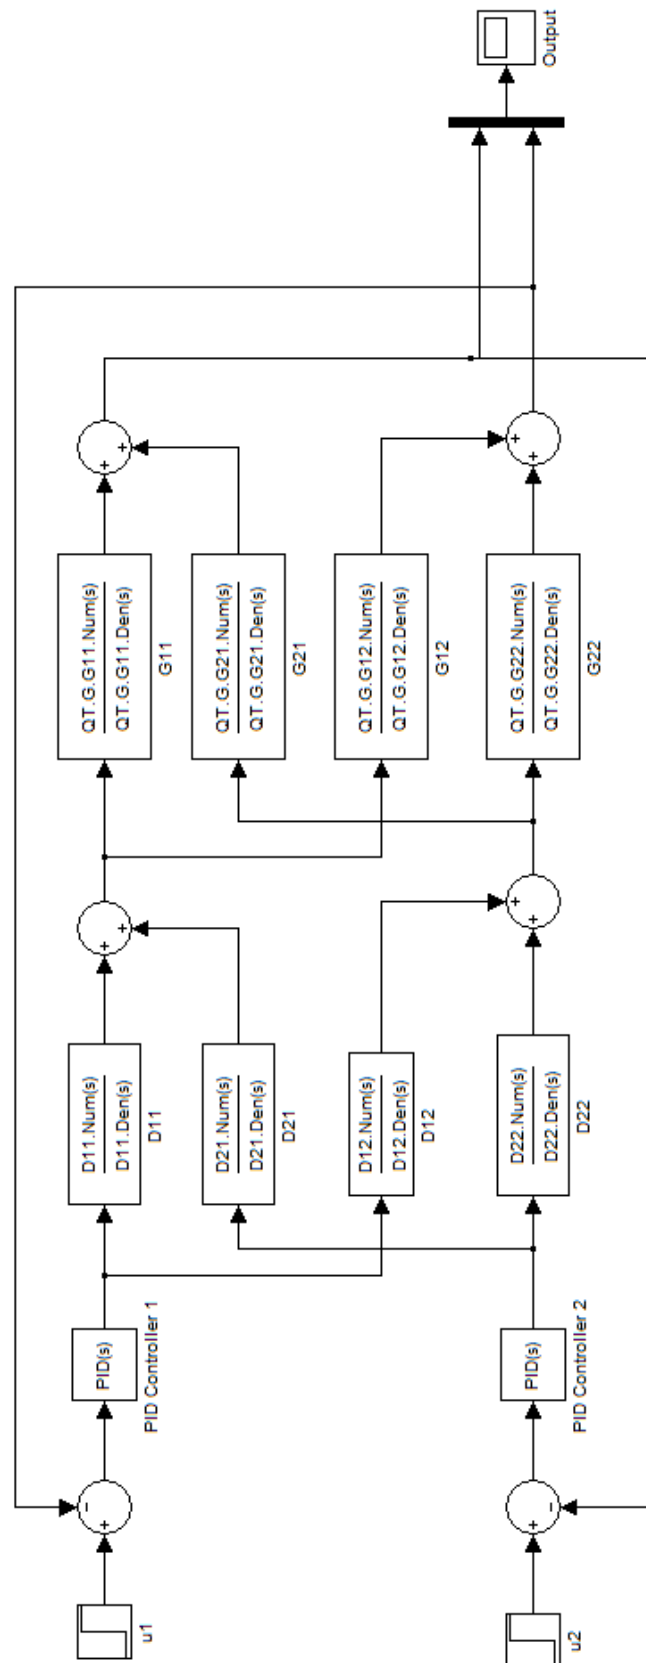 u1
+
-
PID(s)
PID Controller 1
D11.Num(s)
D11.Den(s)
D11
D21.Num(s)
D21.Den(s)
D21
+
+
QT.G.G11.Num(s)
QT.G.G11.Den(s)
G11
QT.G.G21.Num(s)
QT.G.G21.Den(s)
G21
+
+
u2
+
-
PID(s)
PID Controller 2
D12.Num(s)
D12.Den(s)
D12
D22.Num(s)
D22.Den(s)
D22
+
+
QT.G.G12.Num(s)
QT.G.G12.Den(s)
G12
QT.G.G22.Num(s)
QT.G.G22.Den(s)
G22
+
+
Output